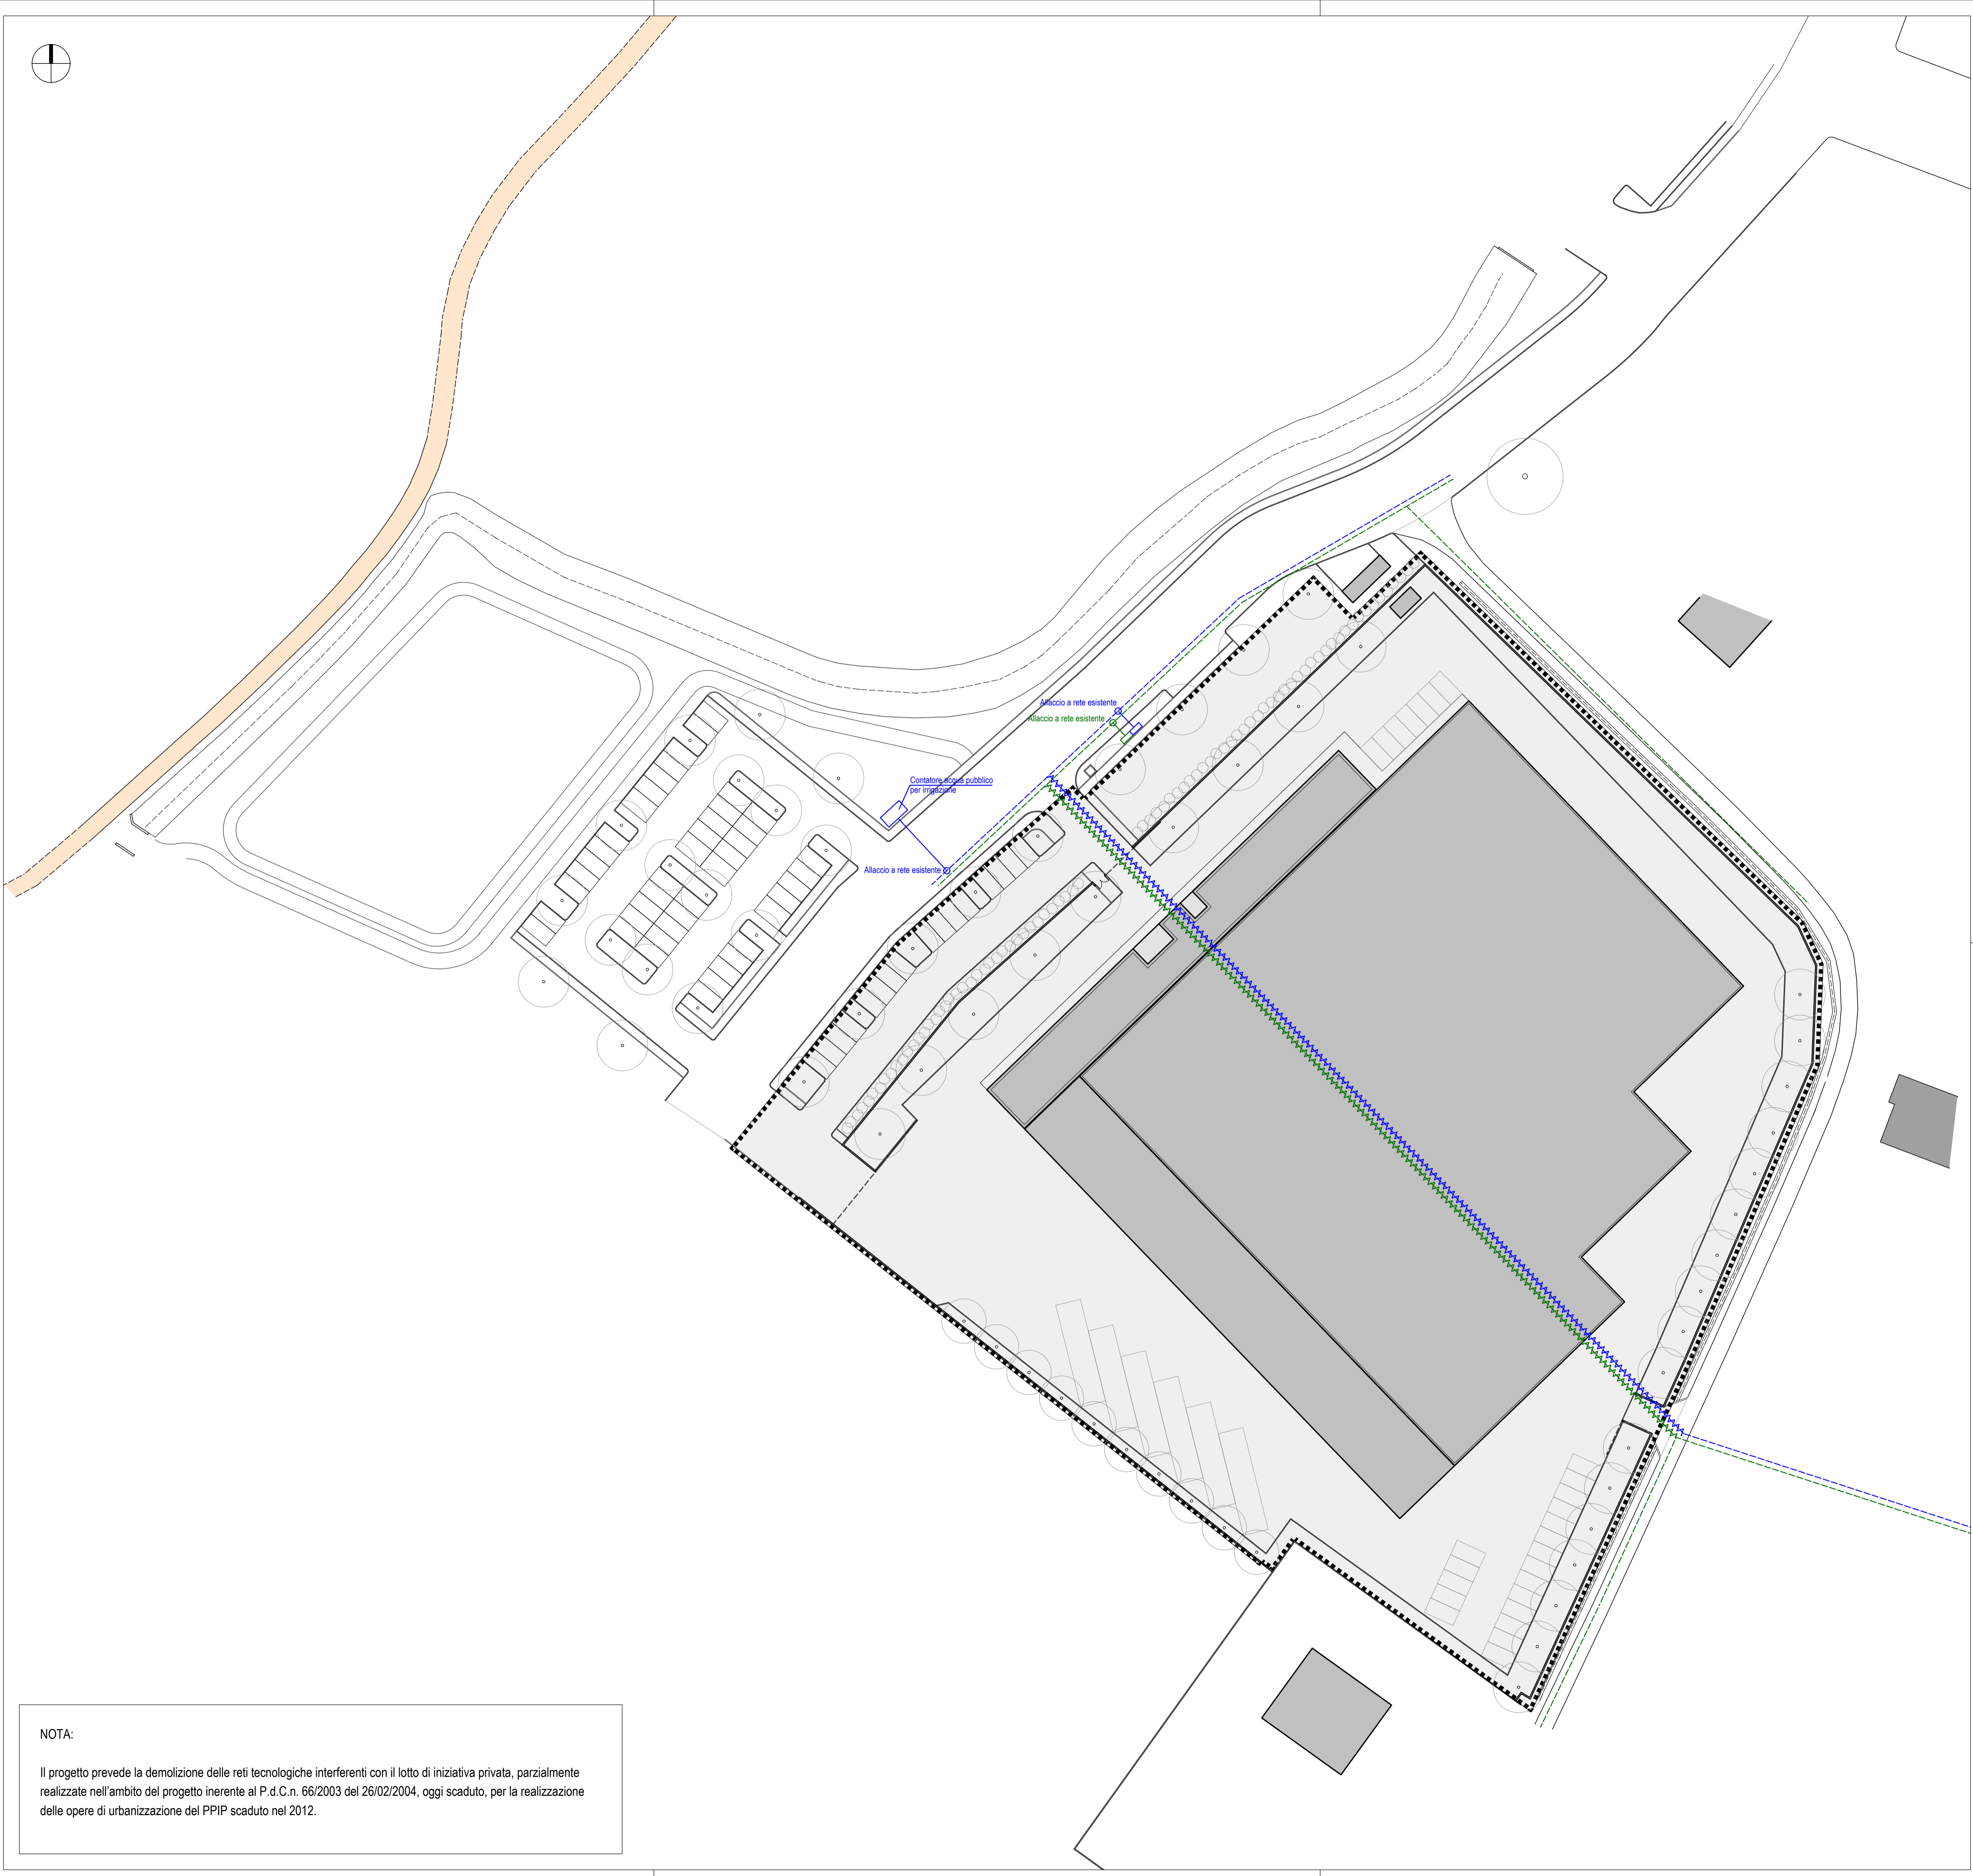 Allaccio a rete esistente
Allaccio a rete esistente
Contatore acqua pubblico
per irrigazione
Allaccio a rete esistente
NOTA:
Il progetto prevede la demolizione delle reti tecnologiche interferenti con il lotto di iniziativa privata, parzialmente
realizzate nell'ambito del progetto inerente al P.d.C.n. 66/2003 del 26/02/2004, oggi scaduto, per la realizzazione
delle opere di urbanizzazione del PPIP scaduto nel 2012.